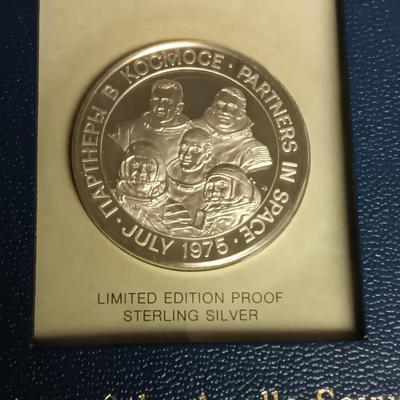 ПАРТНЕРЫ В КОСМОСЕ · PARTNERS IN SPACE
· JULY 1975 ·
LIMITED EDITION PROOF
STERLING SILVER